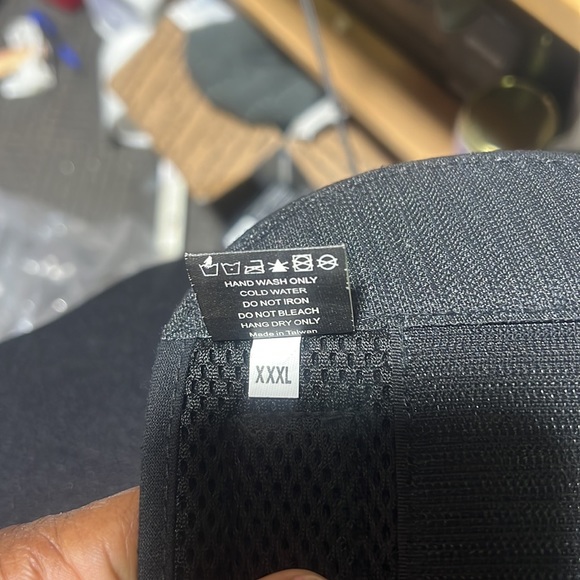 HAND WASH ONLY
COLD WATER
DO NOT IRON
DO NOT BLEACH
HANG DRY ONLY
Made in Taiwan
XXXL